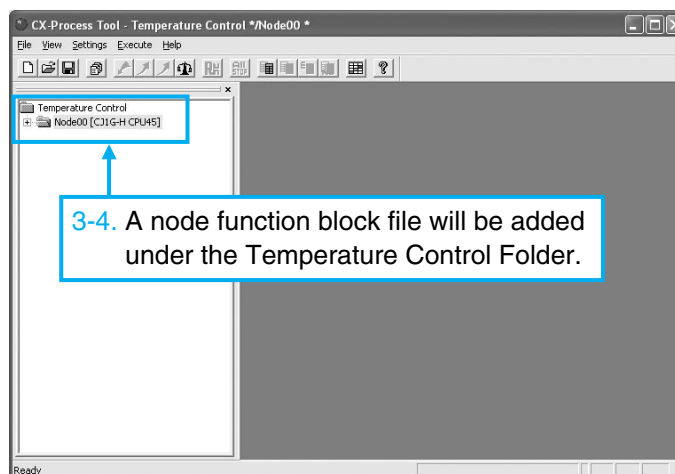 CX-Process Tool - Temperature Control */Node00 *
File View Settings Execute Help
Temperature Control
Node00 [CJ1G-H CPU45]
3-4. A node function block file will be added
under the Temperature Control Folder.
Ready